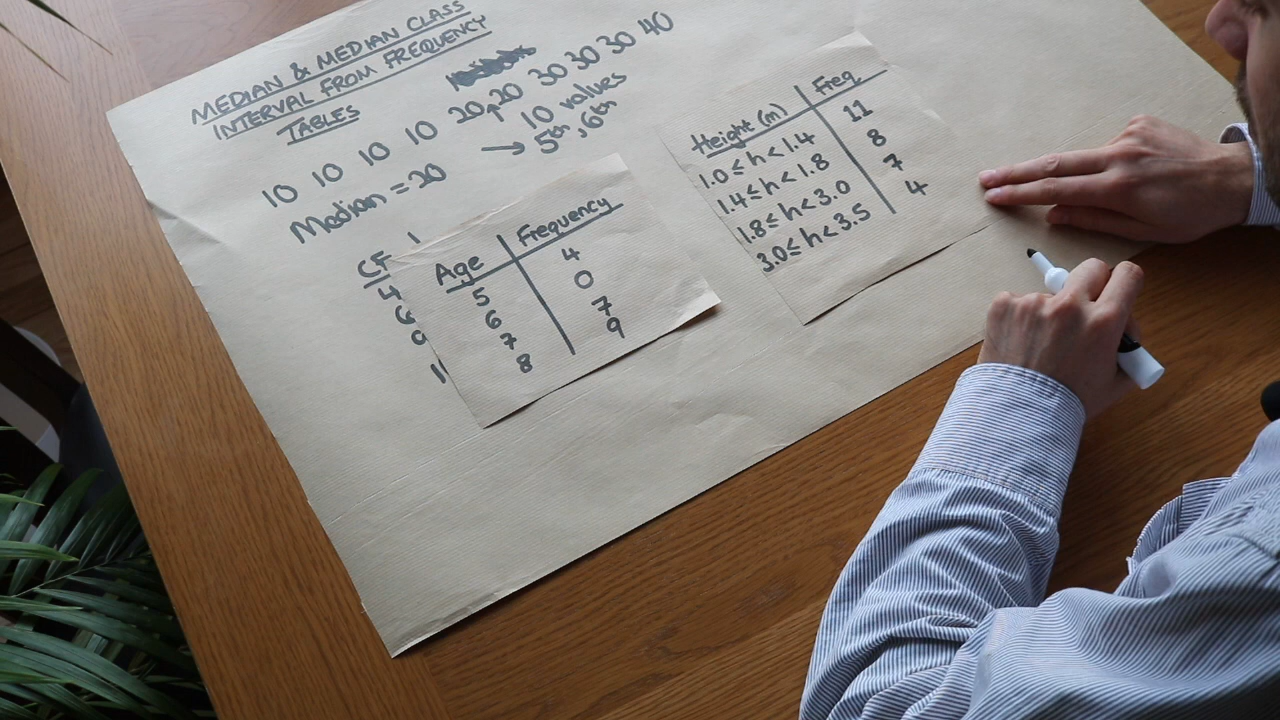 MEDIAN & MEDIAN CLASS
INTERVAL FROM FREQUENCY
TABLES
10 10 10 10 20, 20 30 30 30 40
Median = 20
10 values
→ 5th, 6th
CF
4
6
1
Age Frequency
5 4
6 0
7 7
8 9
Height (m) Freq
1.0 ≤ h < 1.4 11
1.4 ≤ h < 1.8 8
1.8 ≤ h < 3.0 7
3.0 ≤ h < 3.5 4